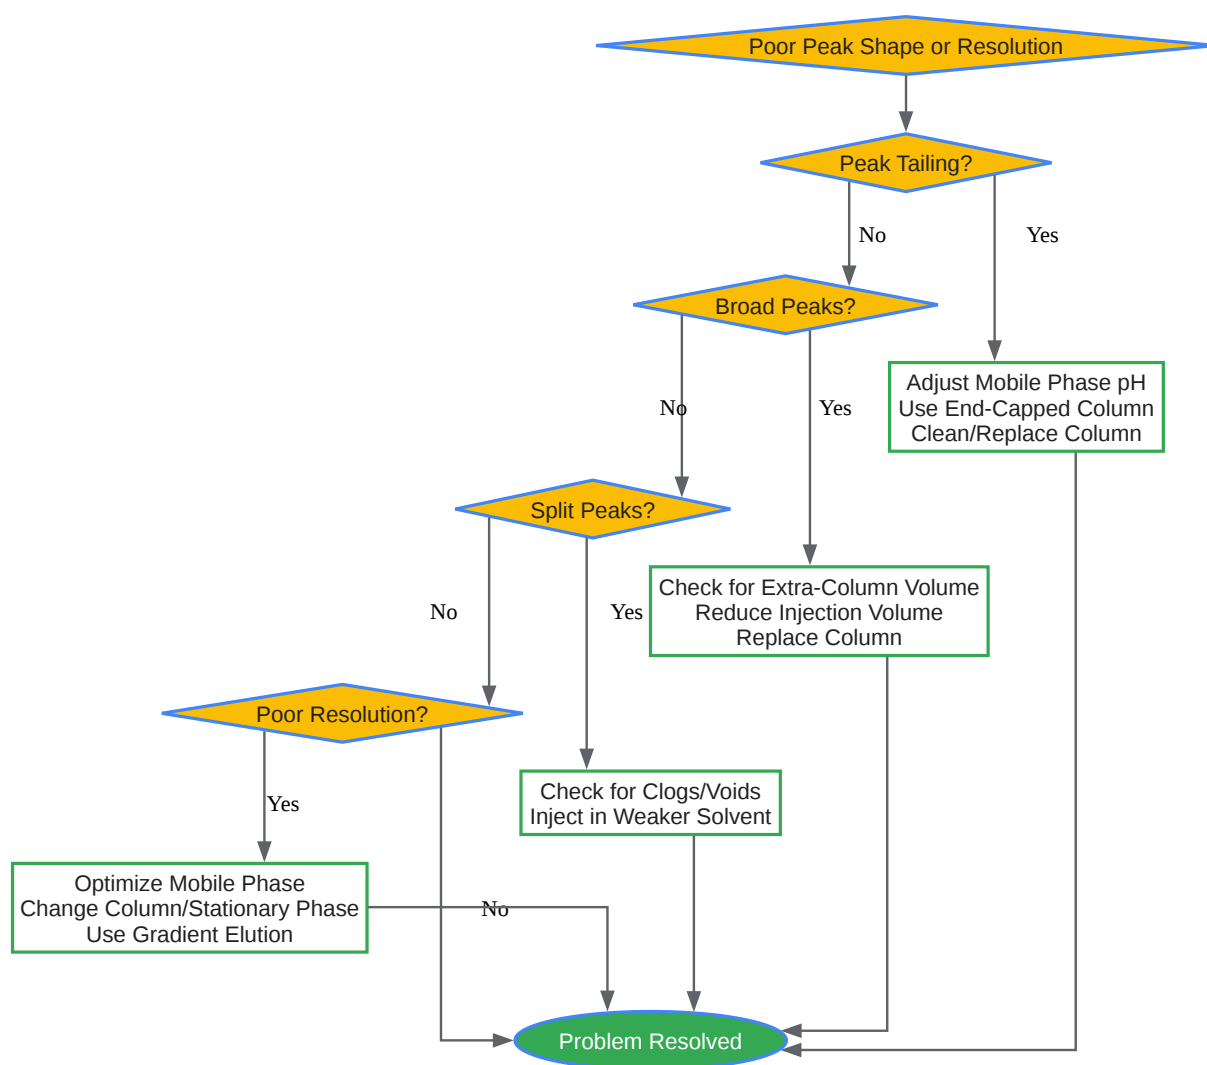 Poor Peak Shape or Resolution
Peak Tailing?
No
Yes
Broad Peaks?
Adjust Mobile Phase pH
Use End-Capped Column
Clean/Replace Column
No
Yes
Split Peaks?
Check for Extra-Column Volume
Reduce Injection Volume
Replace Column
No
Yes
Poor Resolution?
Check for Clogs/Voids
Inject in Weaker Solvent
Yes
Optimize Mobile Phase
Change Column/Stationary Phase
Use Gradient Elution
No
Problem Resolved